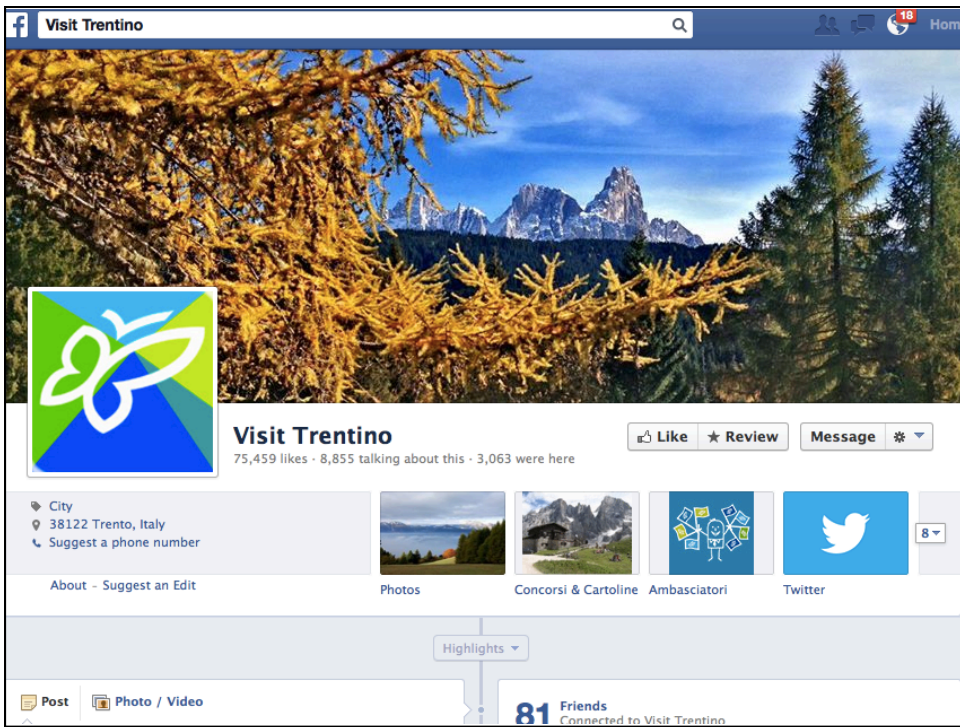 f Visit Trentino 18 Hom
Visit Trentino
Like Review Message
75,459 likes · 8,855 talking about this · 3,063 were here
City
38122 Trento, Italy
Suggest a phone number
8
About – Suggest an Edit
Photos Concorsi & Cartoline Ambasciatori Twitter
Highlights
Post Photo / Video
81 Friends
Connected to Visit Trentino